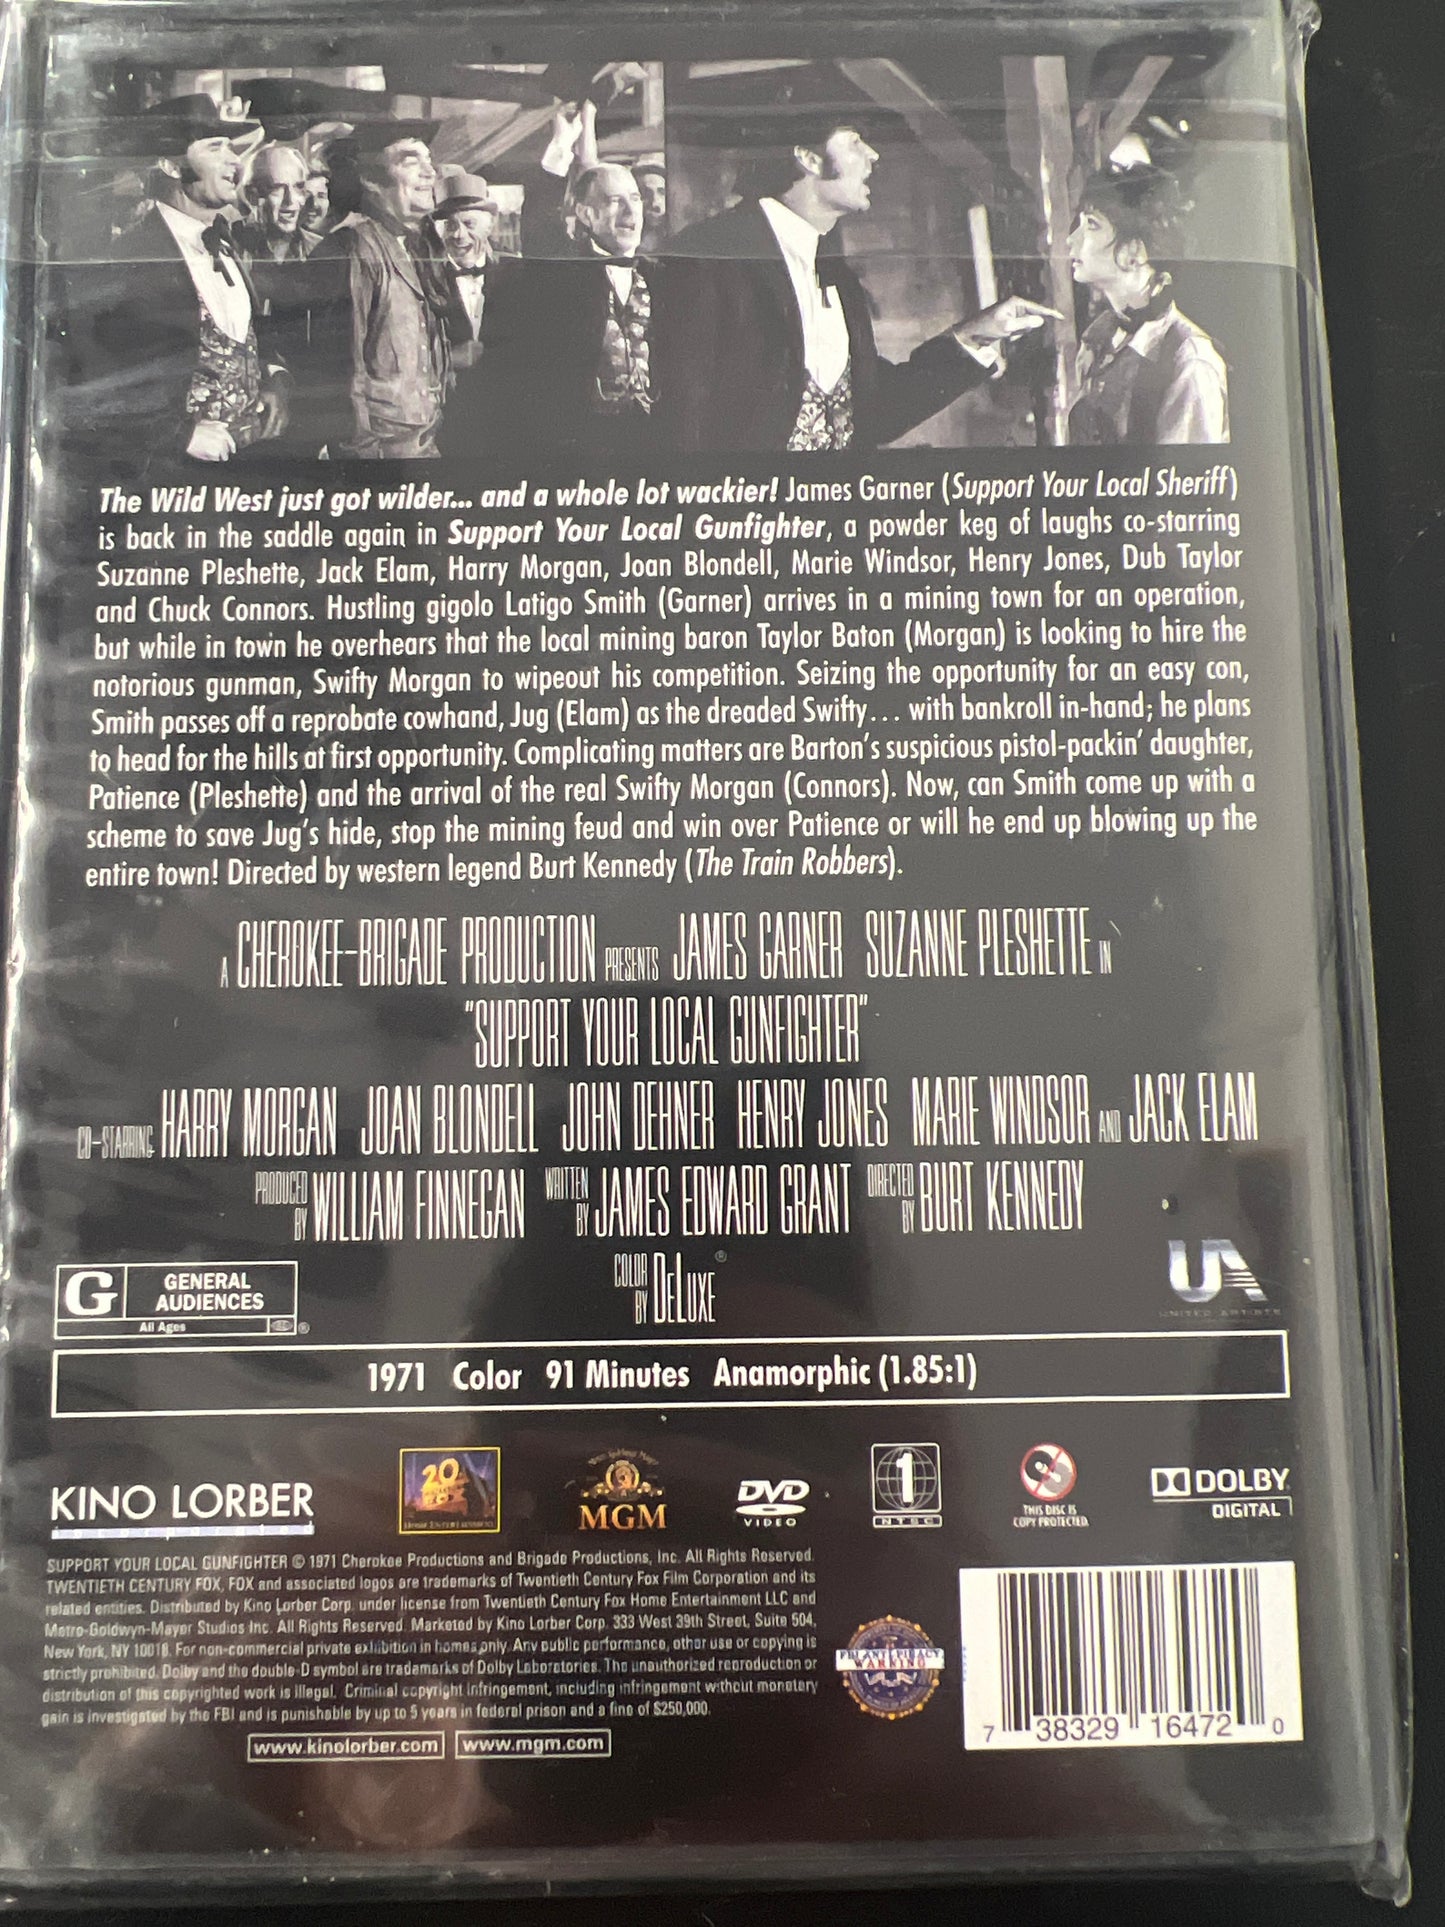 The Wild West just got wilder... and a whole lot wackier! James Garner (Support Your Local Sheriff)
is back in the saddle again in Support Your Local Gunfighter, a powder keg of laughs co-starring
Suzanne Pleshette, Jack Elam, Harry Morgan, Joan Blondell, Marie Windsor, Henry Jones, Dub Taylor
and Chuck Connors. Hustling gigolo Latigo Smith (Garner) arrives in a mining town for an operation,
but while in town he overhears that the local mining baron Taylor Baton (Morgan) is looking to hire the
notorious gunman, Swifty Morgan to wipeout his competition. Seizing the opportunity for an easy con,
Smith passes off a reprobate cowhand, Jug (Elam) as the dreaded Swifty... with bankroll in-hand; he plans
to head for the hills at first opportunity. Complicating matters are Barton's suspicious pistol-packin' daughter,
Patience (Pleshette) and the arrival of the real Swifty Morgan (Connors). Now, can Smith come up with a
scheme to save Jug's hide, stop the mining feud and win over Patience or will he end up blowing up the
entire town! Directed by western legend Burt Kennedy (The Train Robbers).
A CHEROKEE-BRIGADE PRODUCTION PRESENTS JAMES GARNER SUZANNE PLESHETTE IN
"SUPPORT YOUR LOCAL GUNFIGHTER"
CO-STARRING HARRY MORGAN JOAN BLONDELL JOHN DEHNER HENRY JONES MARIE WINDSOR AND JACK ELAM
PRODUCED BY WILLIAM FINNEGAN WRITTEN BY JAMES EDWARD GRANT DIRECTED BY BURT KENNEDY
COLOR BY DeLuxe®
UA
UNITED ARTISTS
G GENERAL
AUDIENCES
All Ages ®
1971 Color 91 Minutes Anamorphic (1.85:1)
KINO LORBER
20
HOME ENTERTAINMENT
MGM
DVD
VIDEO
1
NTSC
THIS DISC IS
COPY PROTECTED
DOLBY
DIGITAL
SUPPORT YOUR LOCAL GUNFIGHTER © 1971 Cherokee Productions and Brigade Productions, Inc. All Rights Reserved.
TWENTIETH CENTURY FOX, FOX and associated logos are trademarks of Twentieth Century Fox Film Corporation and its
related entities. Distributed by Kino Lorber Corp. under license from Twentieth Century Fox Home Entertainment LLC and
Metro-Goldwyn-Mayer Studios Inc. All Rights Reserved. Marketed by Kino Lorber Corp. 333 West 39th Street, Suite 504,
New York, NY 10018. For non-commercial private exhibition in homes only. Any public performance, other use or copying is
strictly prohibited. Dolby and the double-D symbol are trademarks of Dolby Laboratories. The unauthorized reproduction or
distribution of this copyrighted work is illegal. Criminal copyright infringement, including infringement without monetary
gain is investigated by the FBI and is punishable by up to 5 years in federal prison and a fine of $250,000.
www.kinolorber.com www.mgm.com
FBI ANTI-PIRACY
WARNING
7 38329 16472 0